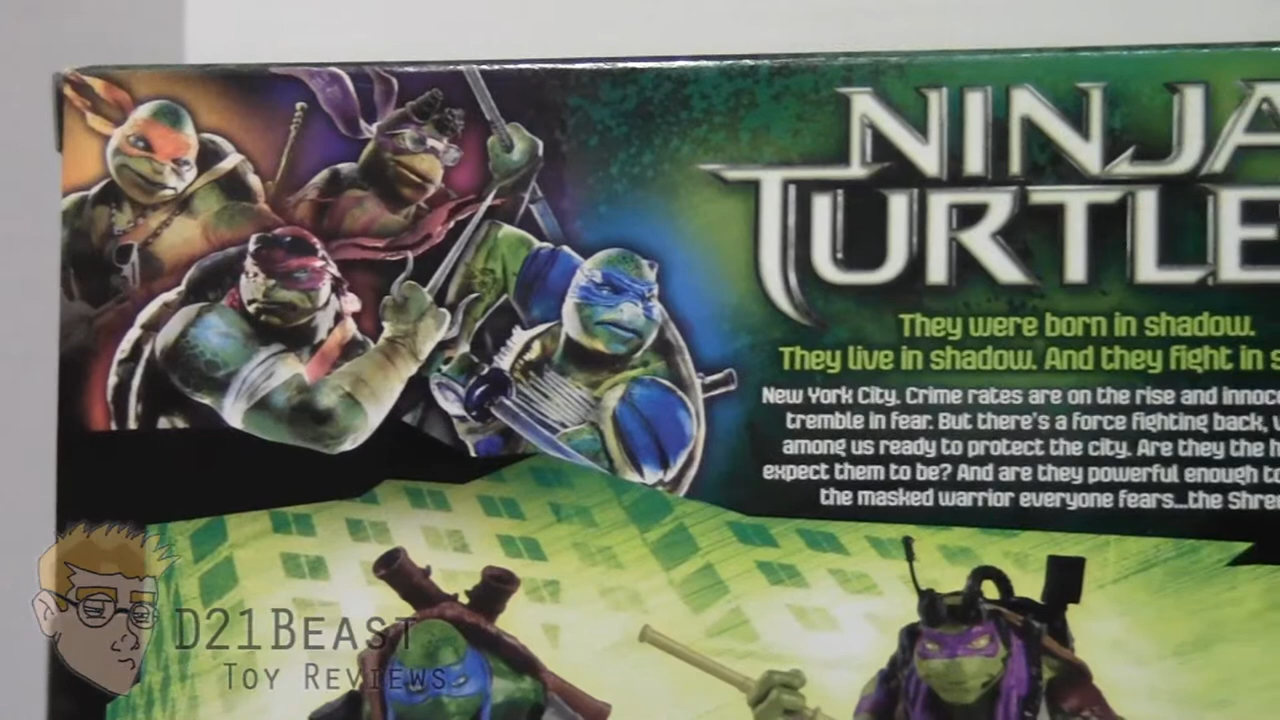 NINJA
TURTLE
They were born in shadow.
They live in shadow. And they fight in s
New York City. Crime rates are on the rise and innoc
tremble in fear. But there's a force fighting back,
among us ready to protect the city. Are they the h
expect them to be? And are they powerful enough to
the masked warrior everyone fears...the Shre
D21Beast
Toy Reviews